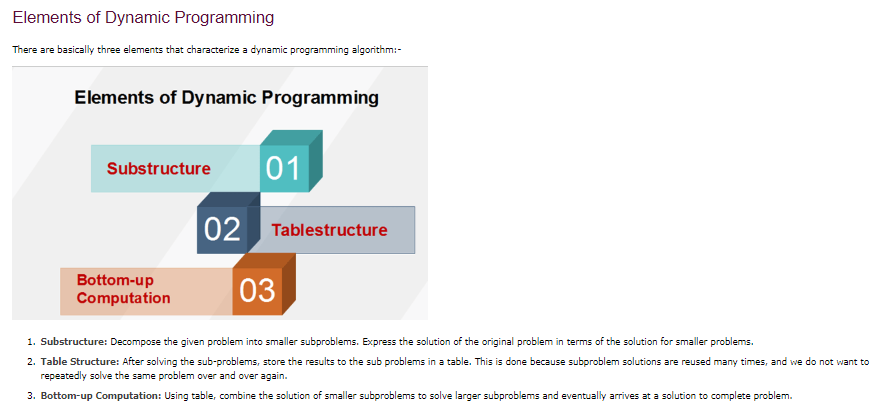 Elements of Dynamic Programming
There are basically three elements that characterize a dynamic programming algorithm:-
Elements of Dynamic Programming
Substructure
01
02
Tablestructure
Bottom-up
Computation
03
1. Substructure: Decompose the given problem into smaller subproblems. Express the solution of the original problem in terms of the solution for smaller problems.
2. Table Structure: After solving the sub-problems, store the results to the sub problems in a table. This is done because subproblem solutions are reused many times, and we do not want to
repeatedly solve the same problem over and over again.
3. Bottom-up Computation: Using table, combine the solution of smaller subproblems to solve larger subproblems and eventually arrives at a solution to complete problem.